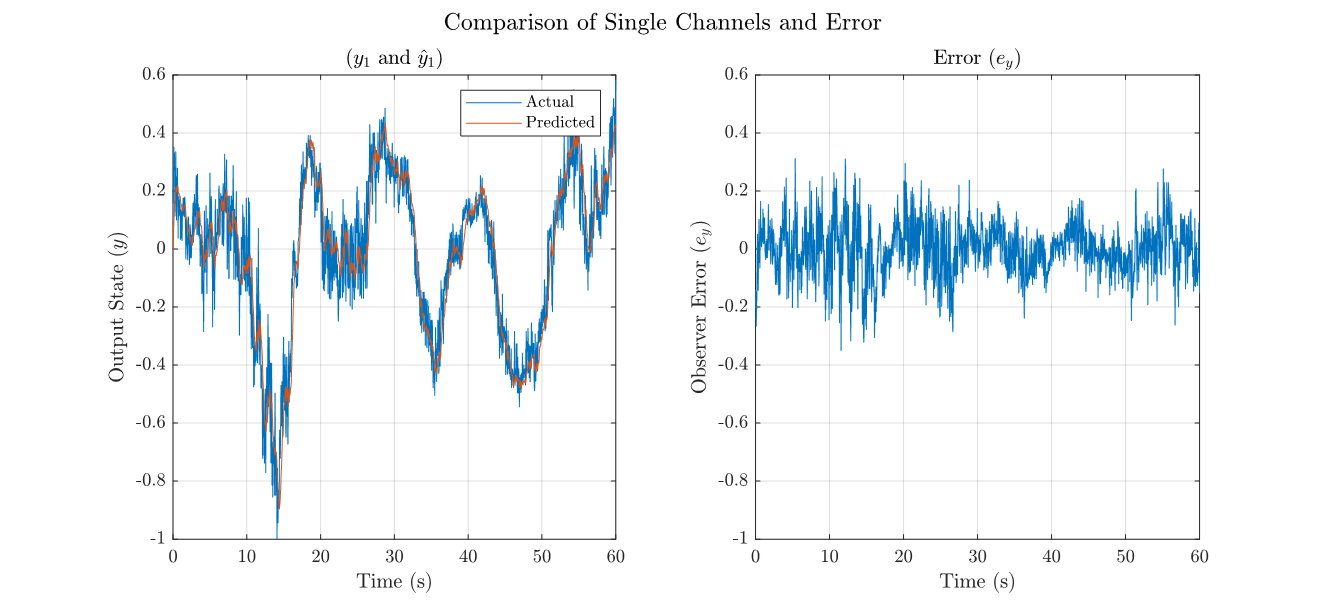 Comparison of Single Channels and Error
(y₁ and ŷ₁)
0.6
0.4
0.2
0
-0.2
-0.4
-0.6
-0.8
-1
Output State (y)
Actual
Predicted
0 10 20 30 40 50 60
Time (s)
Error (e_y)
0.6
0.4
0.2
0
-0.2
-0.4
-0.6
-0.8
-1
Observer Error (e_y)
0 10 20 30 40 50 60
Time (s)